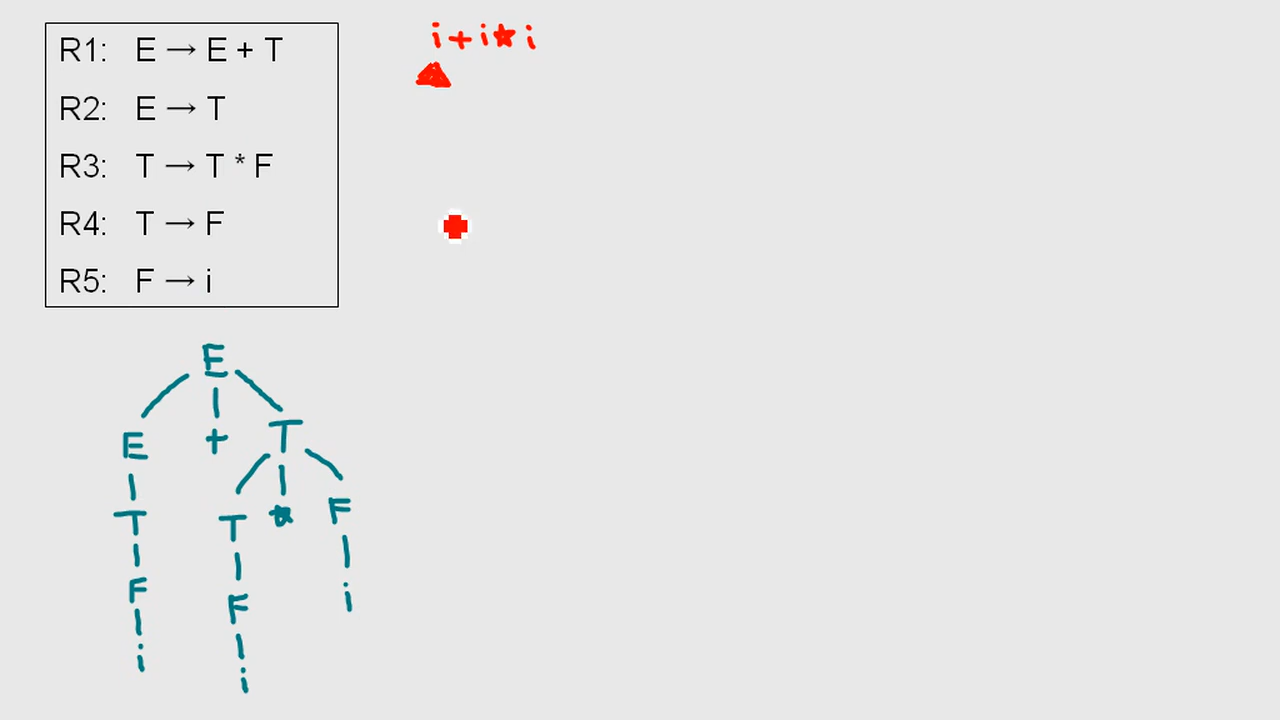 R1: E → E + T
R2: E → T
R3: T → T * F
R4: T → F
R5: F → i
i + i * i
E
E + T
T T * F
F F i
i i